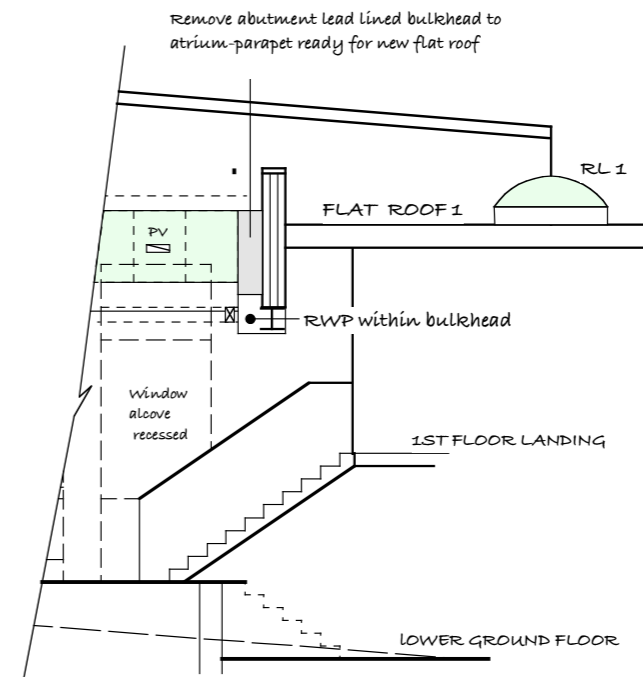 Remove abutment lead lined bulkhead to
atrium-parapet ready for new flat roof
RL 1
FLAT ROOF 1
PV
RWP within bulkhead
Window
alcove
recessed
1ST FLOOR LANDING
lOWER GROUND FLOOR